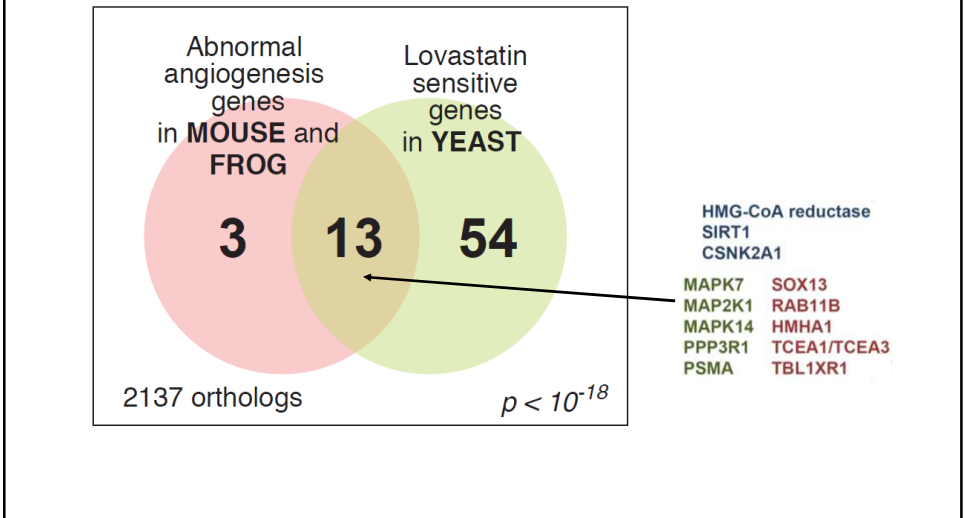 Abnormal
angiogenesis
genes
in MOUSE and
FROG
Lovastatin
sensitive
genes
in YEAST
3
13
54
2137 orthologs
p < 10-18
HMG-CoA reductase
SIRT1
CSNK2A1
MAPK7 SOX13
MAP2K1 RAB11B
MAPK14 HMHA1
PPP3R1 TCEA1/TCEA3
PSMA TBL1XR1